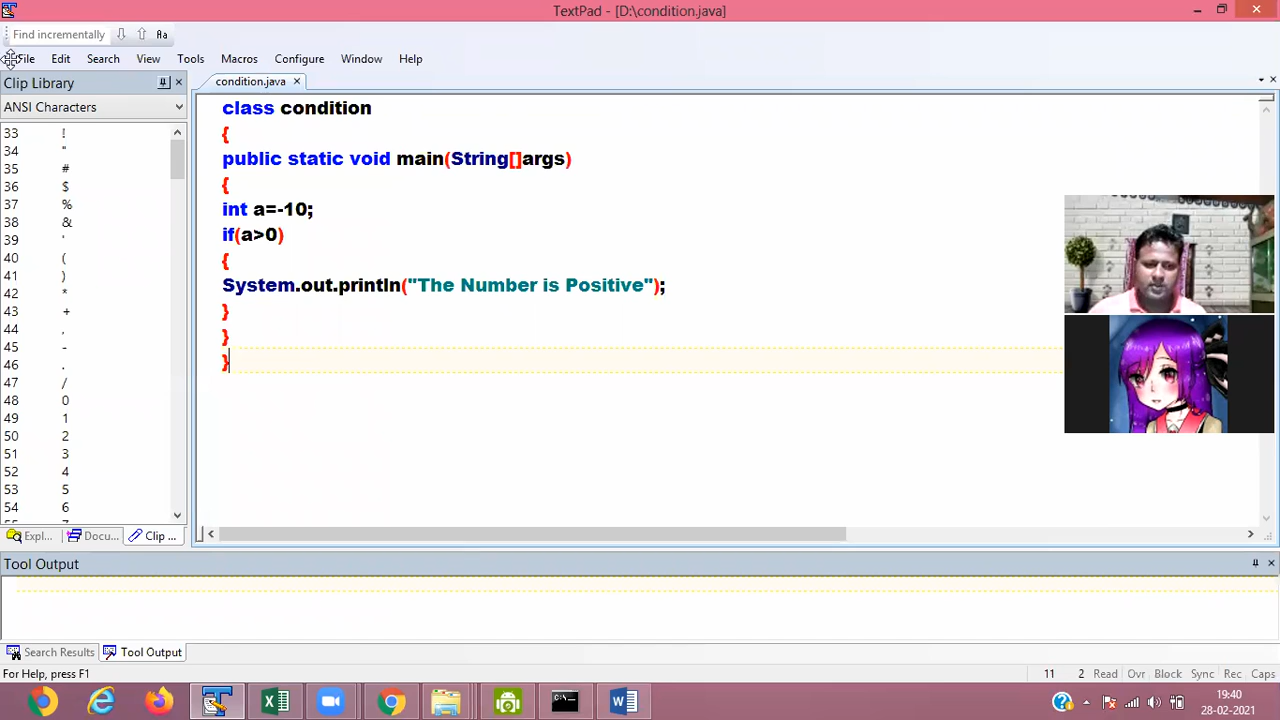 TextPad - [D:\condition.java]
Find incrementally
File Edit Search View Tools Macros Configure Window Help
Clip Library
ANSI Characters
33 !
34 "
35 #
36 $
37 %
38 &
39 '
40 (
41 )
42 *
43 +
44 ,
45 -
46 .
47 /
48 0
49 1
50 2
51 3
52 4
53 5
54 6
Expl... Docu... Clip ...
condition.java
class condition
{
public static void main(String[]args)
{
int a=-10;
if(a>0)
{
System.out.println("The Number is Positive");
}
}
}
Tool Output
Search Results Tool Output
For Help, press F1
11 2 Read Ovr Block Sync Rec Caps
19:40
28-02-2021